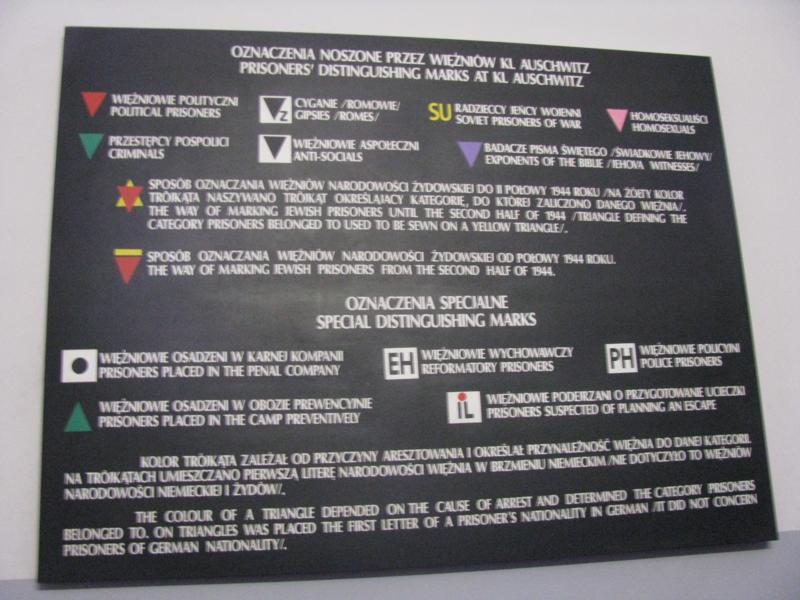 OZNACZENIA NOSZONE PRZEZ WIĘŹNIÓW KL AUSCHWITZ
PRISONERS' DISTINGUISHING MARKS AT KL AUSCHWITZ
WIĘŹNIOWIE POLITYCZNI
POLITICAL PRISONERS
Z
CYGANIE /ROMOWIE/
GIPSIES /ROMES/
SU
RADZIECCY JEŃCY WOJENNI
SOVIET PRISONERS OF WAR
HOMOSEKSUALIŚCI
HOMOSEXUALS
PRZESTĘPCY POSPOLICI
CRIMINALS
WIĘŹNIOWIE ASPOŁECZNI
ANTI-SOCIALS
BADACZE PISMA ŚWIĘTEGO /ŚWIADKOWIE JEHOWY/
EXPONENTS OF THE BIBLE /JEHOVA WITNESSES/
SPOSÓB OZNACZANIA WIĘŹNIÓW NARODOWOŚCI ŻYDOWSKIEJ DO II POŁOWY 1944 ROKU /NA ŻÓŁTY KOLOR
TRÓJKĄTA NASZYWANO TRÓJKĄT OKREŚLAJĄCY KATEGORIĘ, DO KTÓREJ ZALICZONO DANEGO WIĘŹNIA/.
THE WAY OF MARKING JEWISH PRISONERS UNTIL THE SECOND HALF OF 1944 /TRIANGLE DEFINING THE
CATEGORY PRISONERS BELONGED TO USED TO BE SEWN ON A YELLOW TRIANGLE/.
SPOSÓB OZNACZANIA WIĘŹNIÓW NARODOWOŚCI ŻYDOWSKIEJ OD POŁOWY 1944 ROKU.
THE WAY OF MARKING JEWISH PRISONERS FROM THE SECOND HALF OF 1944.
OZNACZENIA SPECJALNE
SPECIAL DISTINGUISHING MARKS
WIĘŹNIOWIE OSADZENI W KARNEJ KOMPANII
PRISONERS PLACED IN THE PENAL COMPANY
EH
WIĘŹNIOWIE WYCHOWAWCZY
REFORMATORY PRISONERS
PH
WIĘŹNIOWIE POLICYJNI
POLICE PRISONERS
WIĘŹNIOWIE OSADZENI W OBOZIE PREWENCYJNIE
PRISONERS PLACED IN THE CAMP PREVENTIVELY
iL
WIĘŹNIOWIE PODEJRZANI O PRZYGOTOWANIE UCIECZKI
PRISONERS SUSPECTED OF PLANNING AN ESCAPE
KOLOR TRÓJKĄTA ZALEŻAŁ OD PRZYCZYNY ARESZTOWANIA I OKREŚLAŁ PRZYNALEŻNOŚĆ WIĘŹNIA DO DANEJ KATEGORII.
NA TRÓJKĄTACH UMIESZCZANO PIERWSZĄ LITERĘ NARODOWOŚCI WIĘŹNIA W BRZMIENIU NIEMIECKIM /NIE DOTYCZYŁO TO WIĘŹNIÓW
NARODOWOŚCI NIEMIECKIEJ I ŻYDÓW/.
THE COLOUR OF A TRIANGLE DEPENDED ON THE CAUSE OF ARREST AND DETERMINED THE CATEGORY PRISONERS
BELONGED TO. ON TRIANGLES WAS PLACED THE FIRST LETTER OF A PRISONER'S NATIONALITY IN GERMAN /IT DID NOT CONCERN
PRISONERS OF GERMAN NATIONALITY/.